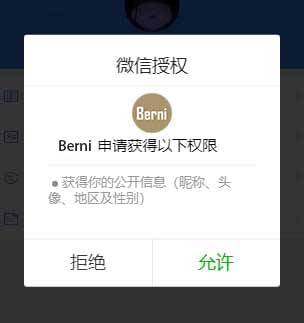 微信授权
Berni
Berni 申请获得以下权限
• 获得你的公开信息（昵称、头
像、地区及性别）
拒绝 允许